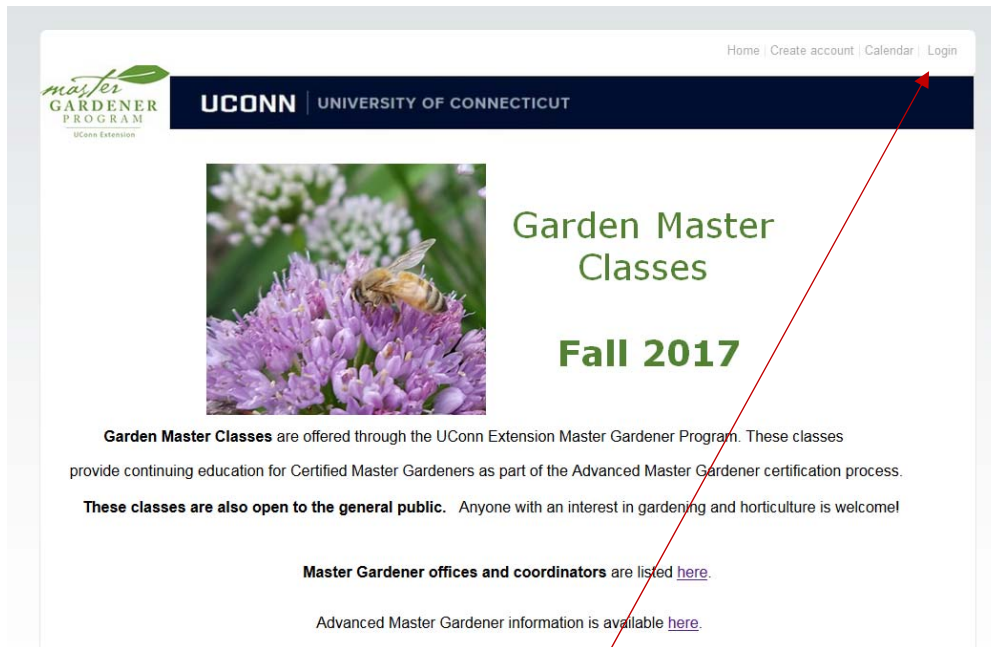 Home | Create account | Calendar | Login
master
GARDENER
PROGRAM
UConn Extension
UCONN | UNIVERSITY OF CONNECTICUT
Garden Master
Classes
Fall 2017
Garden Master Classes are offered through the UConn Extension Master Gardener Program. These classes
provide continuing education for Certified Master Gardeners as part of the Advanced Master Gardener certification process.
These classes are also open to the general public. Anyone with an interest in gardening and horticulture is welcome!
Master Gardener offices and coordinators are listed here.
Advanced Master Gardener information is available here.